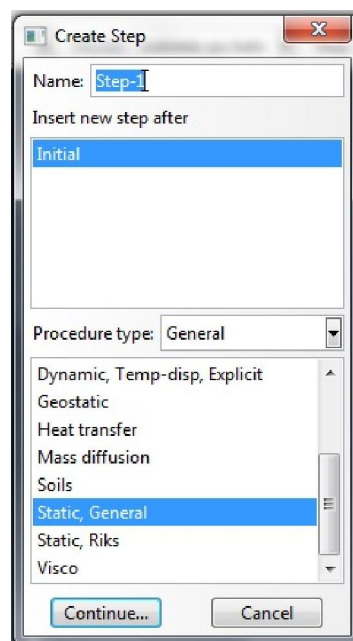 Create Step
Name: Step-1
Insert new step after
Initial
Procedure type: General
Dynamic, Temp-disp, Explicit
Geostatic
Heat transfer
Mass diffusion
Soils
Static, General
Static, Riks
Visco
Continue... Cancel